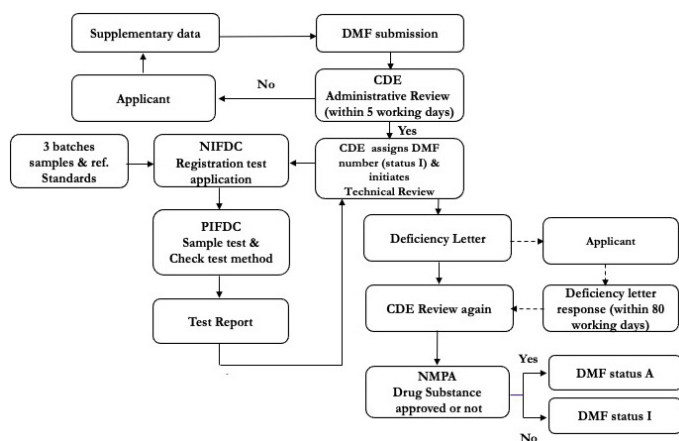 Supplementary data
DMF submission
No
Applicant
CDE
Administrative Review
(within 5 working days)
Yes
3 batches
samples & ref.
Standards
NIFDC
Registration test
application
CDE assigns DMF
number (status I) &
initiates
Technical Review
PIFDC
Sample test &
Check test method
Deficiency Letter
Applicant
Test Report
CDE Review again
Deficiency letter
response (within 80
working days)
NMPA
Drug Substance
approved or not
Yes
DMF status A
DMF status I
No